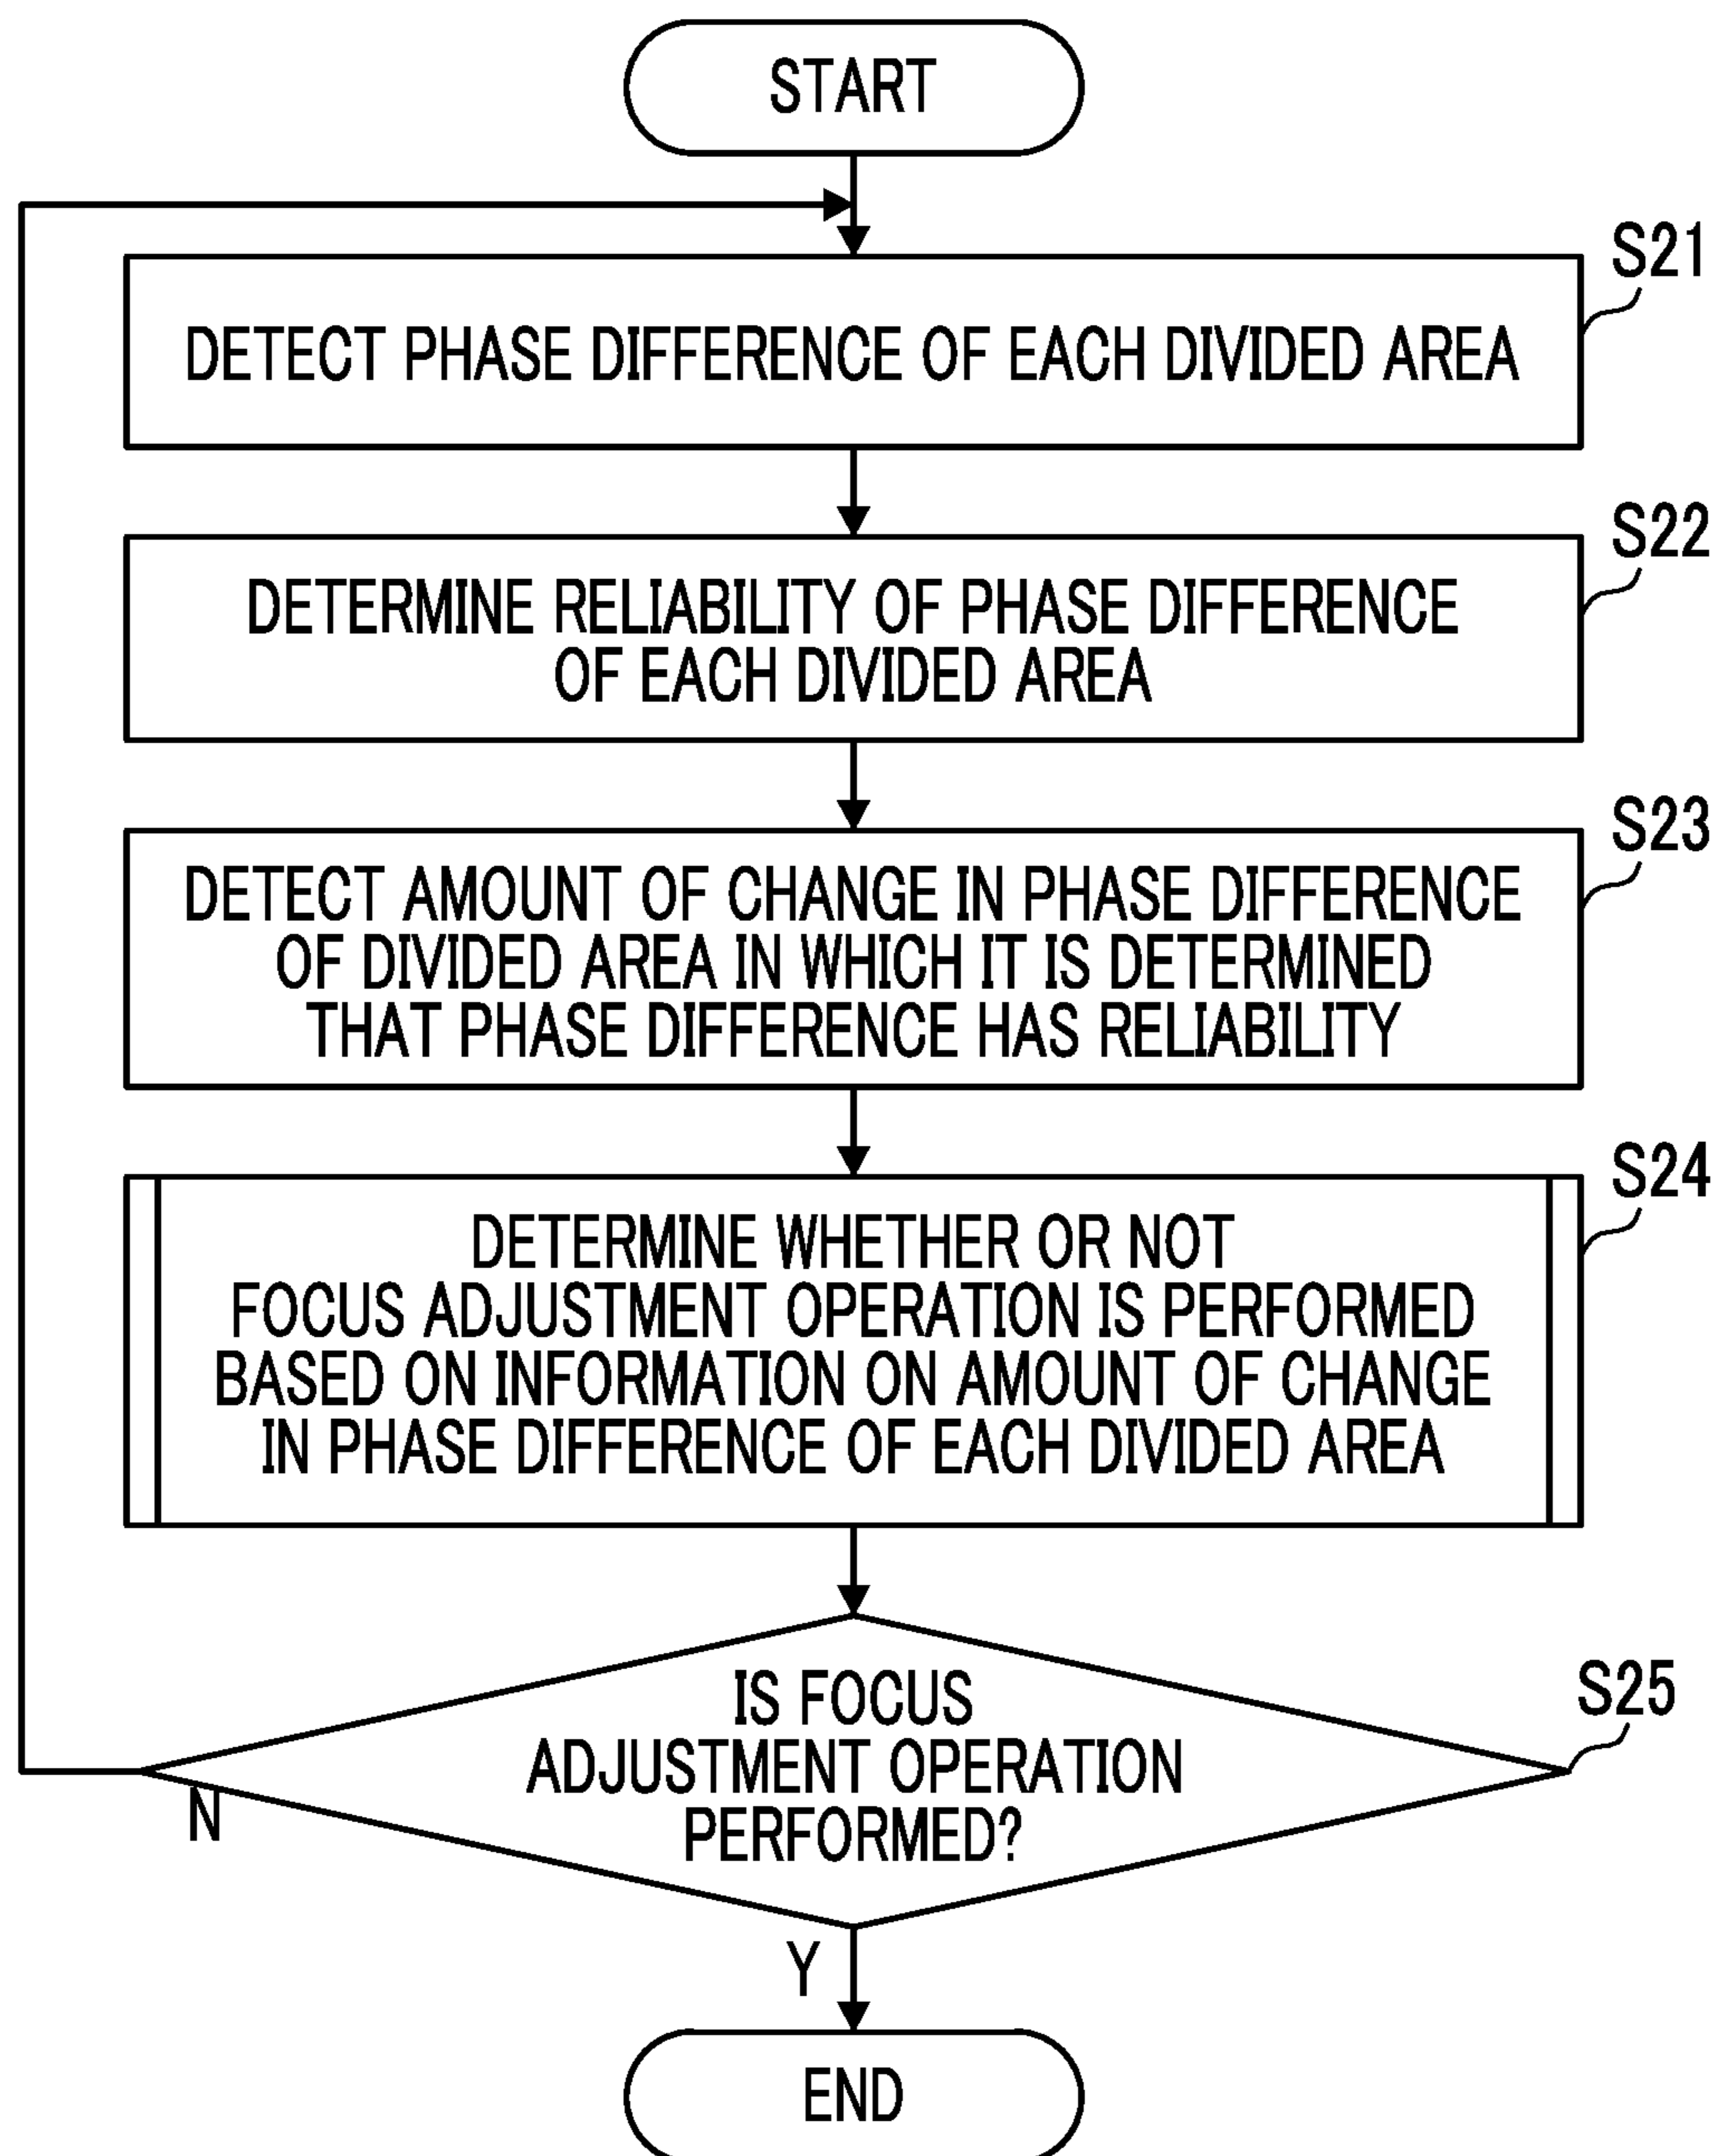 START
S21
DETECT PHASE DIFFERENCE OF EACH DIVIDED AREA
S22
DETERMINE RELIABILITY OF PHASE DIFFERENCE
OF EACH DIVIDED AREA
S23
DETECT AMOUNT OF CHANGE IN PHASE DIFFERENCE
OF DIVIDED AREA IN WHICH IT IS DETERMINED
THAT PHASE DIFFERENCE HAS RELIABILITY
S24
DETERMINE WHETHER OR NOT
FOCUS ADJUSTMENT OPERATION IS PERFORMED
BASED ON INFORMATION ON AMOUNT OF CHANGE
IN PHASE DIFFERENCE OF EACH DIVIDED AREA
S25
IS FOCUS
ADJUSTMENT OPERATION
PERFORMED?
N
Y
END